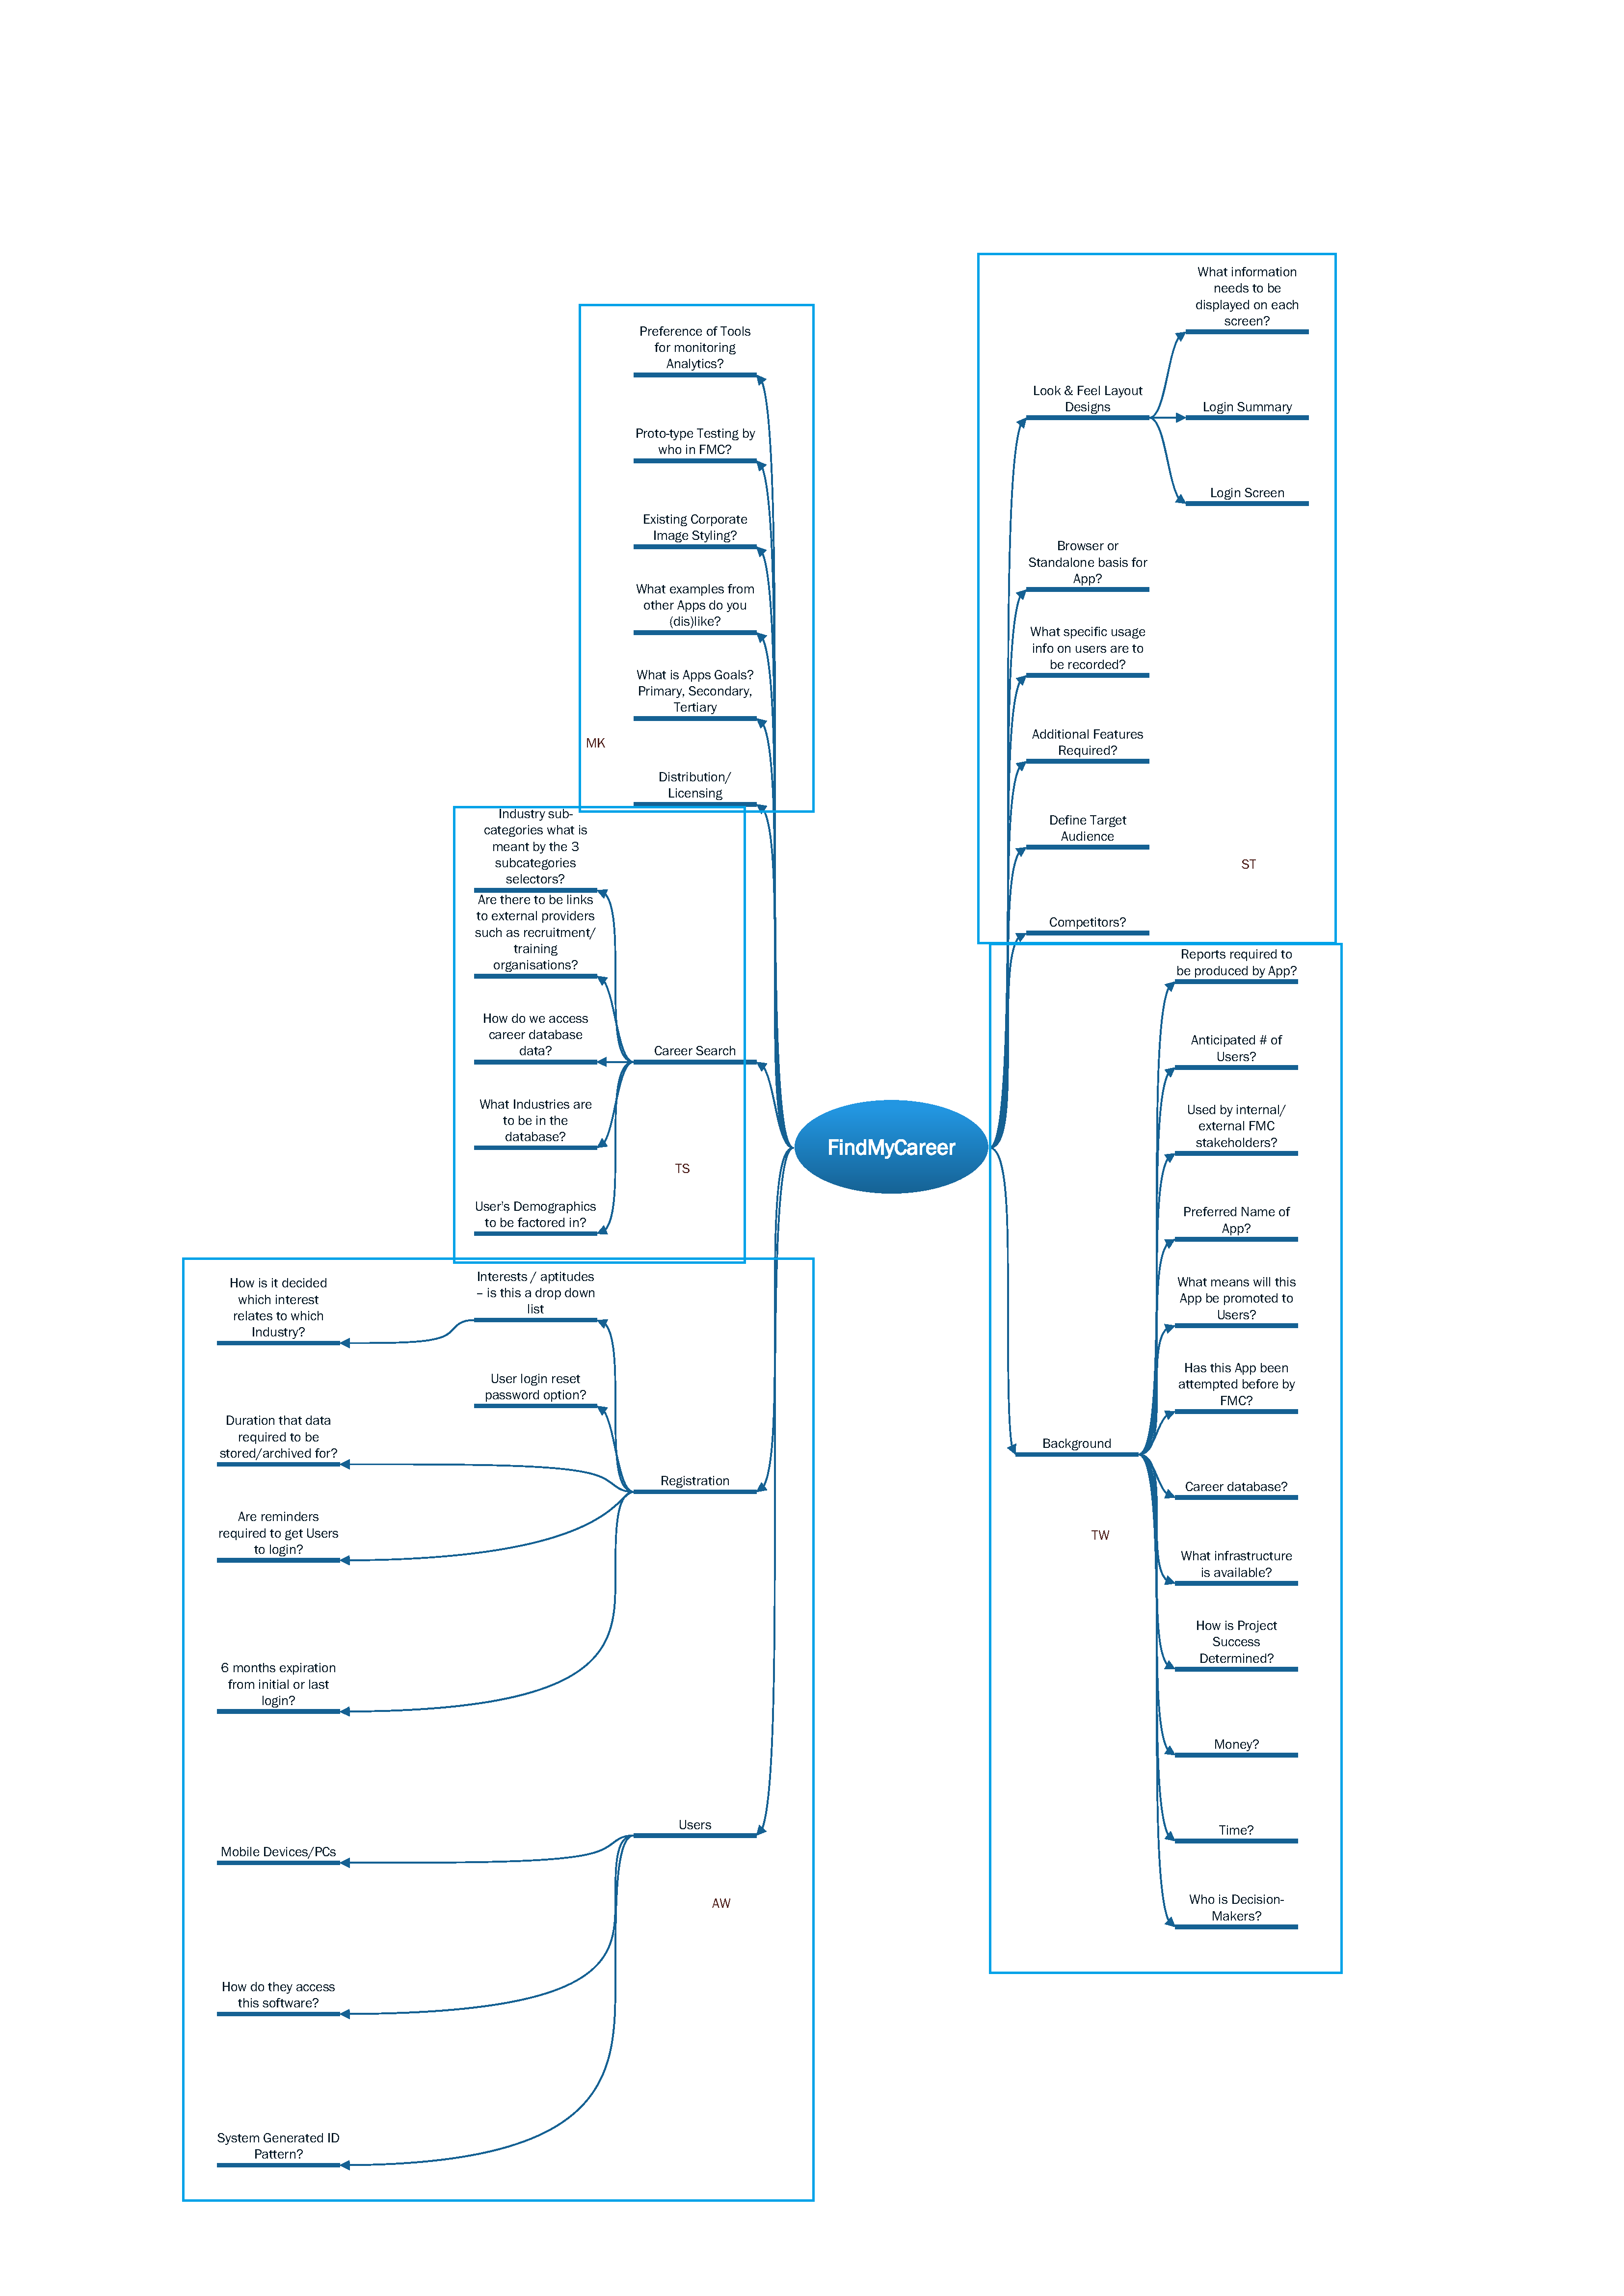 What information
needs to be
displayed on each
screen?
Look & Feel Layout
Designs
Login Summary
Login Screen
Browser or
Standalone basis for
App?
What specific usage
info on users are to
be recorded?
Additional Features
Required?
Define Target
Audience
ST
Competitors?
Preference of Tools
for monitoring
Analytics?
Proto-type Testing by
who in FMC?
Existing Corporate
Image Styling?
What examples from
other Apps do you
(dis)like?
What is Apps Goals?
Primary, Secondary,
Tertiary
MK
Distribution/
Licensing
Industry sub-
categories what is
meant by the 3
subcategories
selectors?
Are there to be links
to external providers
such as recruitment/
training
organisations?
How do we access
career database
data?
Career Search
What Industries are
to be in the
database?
TS
User's Demographics
to be factored in?
FindMyCareer
Reports required to
be produced by App?
Anticipated # of
Users?
Used by internal/
external FMC
stakeholders?
Preferred Name of
App?
What means will this
App be promoted to
Users?
Has this App been
attempted before by
FMC?
Background
Career database?
TW
What infrastructure
is available?
How is Project
Success
Determined?
Money?
Time?
Who is Decision-
Makers?
How is it decided
which interest
relates to which
Industry?
Interests / aptitudes
– is this a drop down
list
User login reset
password option?
Duration that data
required to be
stored/archived for?
Registration
Are reminders
required to get Users
to login?
6 months expiration
from initial or last
login?
Users
Mobile Devices/PCs
AW
How do they access
this software?
System Generated ID
Pattern?